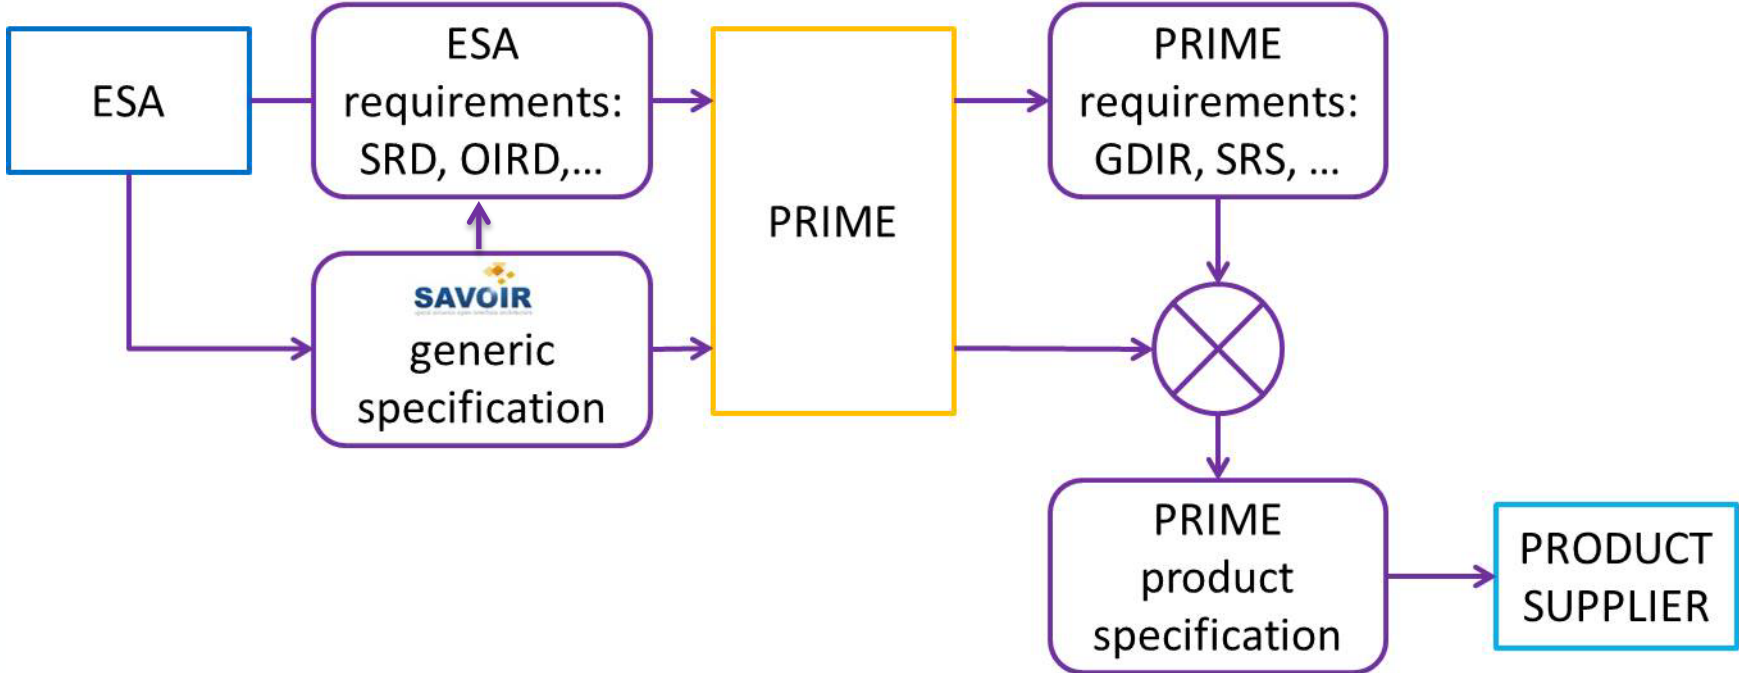 ESA
ESA
requirements:
SRD, OIRD,...
PRIME
PRIME
requirements:
GDIR, SRS, ...
SAVOIR
generic
specification
PRIME
product
specification
PRODUCT
SUPPLIER